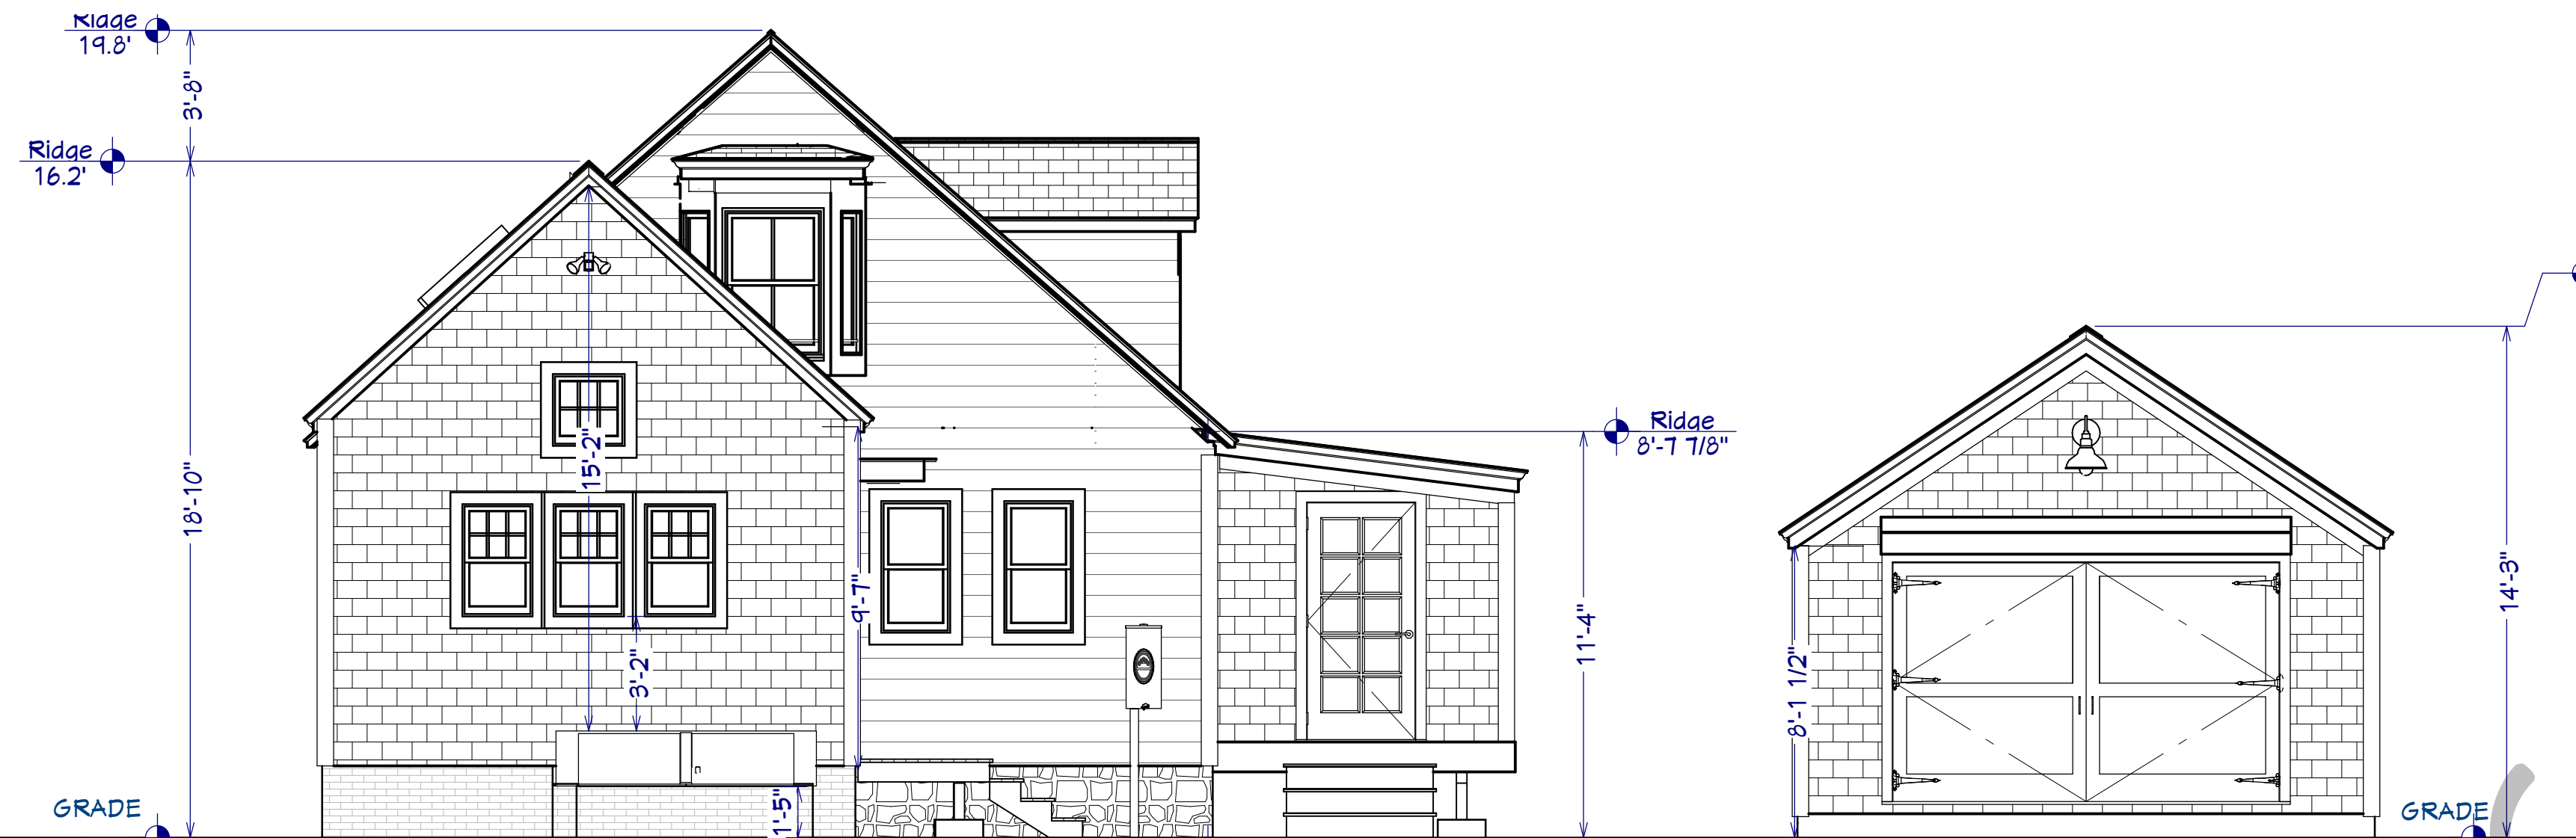 Ridge
19.8'
3'-8"
Ridge
16.2'
18'-10"
15'-2"
3'-2"
9'-7"
1'-5"
GRADE
Ridge
8'-7 7/8"
11'-4"
8'-1 1/2"
14'-3"
GRADE